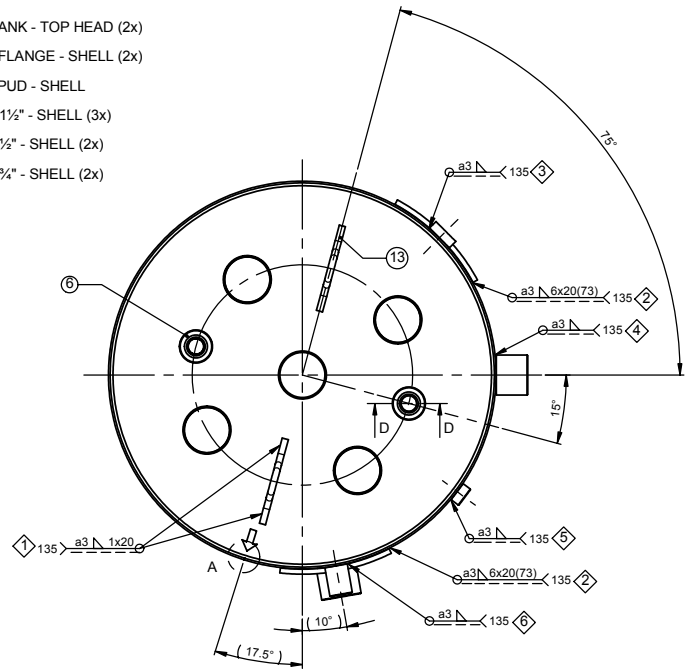 ANK - TOP HEAD (2x)
FLANGE - SHELL (2x)
PUD - SHELL
1½" - SHELL (3x)
½" - SHELL (2x)
¾" - SHELL (2x)
75°
a3 135 3
13
6
a3 6x20(73) 135 2
a3 135 4
15°
D D
1 135 a3 1x20
a3 135 5
A
a3 6x20(73) 135 2
a3 135 6
( 10° )
( 17.5° )